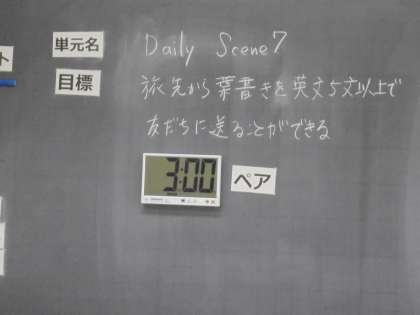 ト
単元名
Daily Scene 7
目標
旅先から葉書きを英文5文以上で
友だちに送ることができる
3:00
ペア